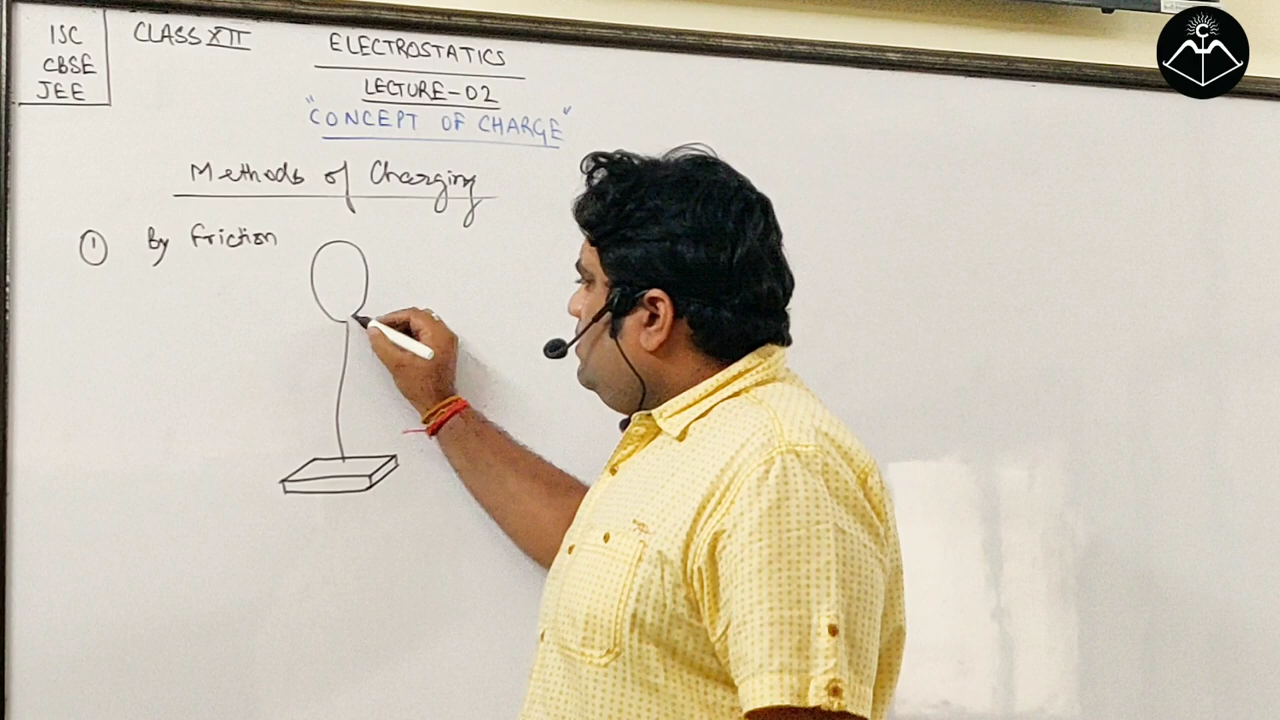 ISC
CBSE
JEE
CLASS XII
ELECTROSTATICS
LECTURE-02
"CONCEPT OF CHARGE"
Methods of Charging
① By friction
C